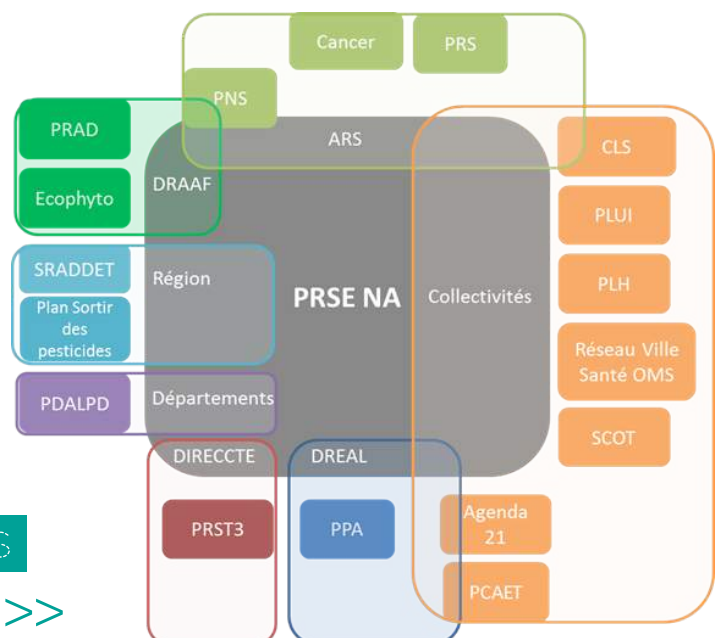 Cancer
PRS
PNS
ARS
PRAD
Ecophyto
DRAAF
CLS
PLUI
SRADDET
Plan Sortir
des
pesticides
Région
PRSE NA
Collectivités
PLH
Réseau Ville
Santé OMS
PDALPD
Départements
SCOT
DIRECCTE
DREAL
PRST3
PPA
Agenda
21
PCAET
>>